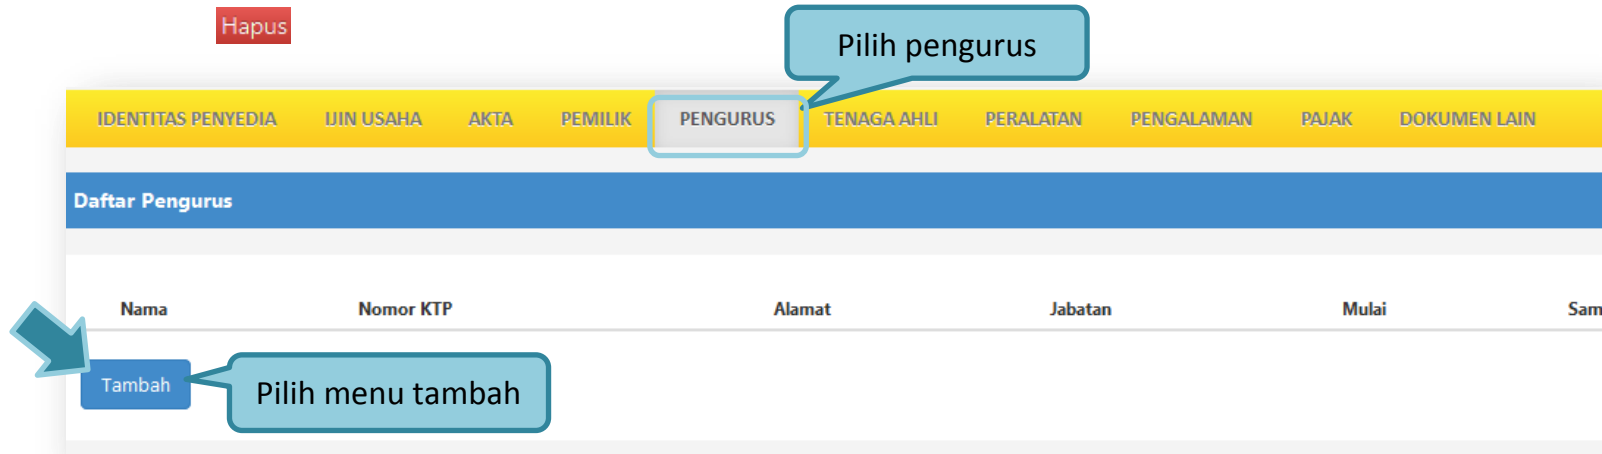 Hapus
Pilih pengurus
IDENTITAS PENYEDIA IJIN USAHA AKTA PEMILIK PENGURUS TENAGA AHLI PERALATAN PENGALAMAN PAJAK DOKUMEN LAIN
Daftar Pengurus
Nama Nomor KTP Alamat Jabatan Mulai Sam
Tambah
Pilih menu tambah